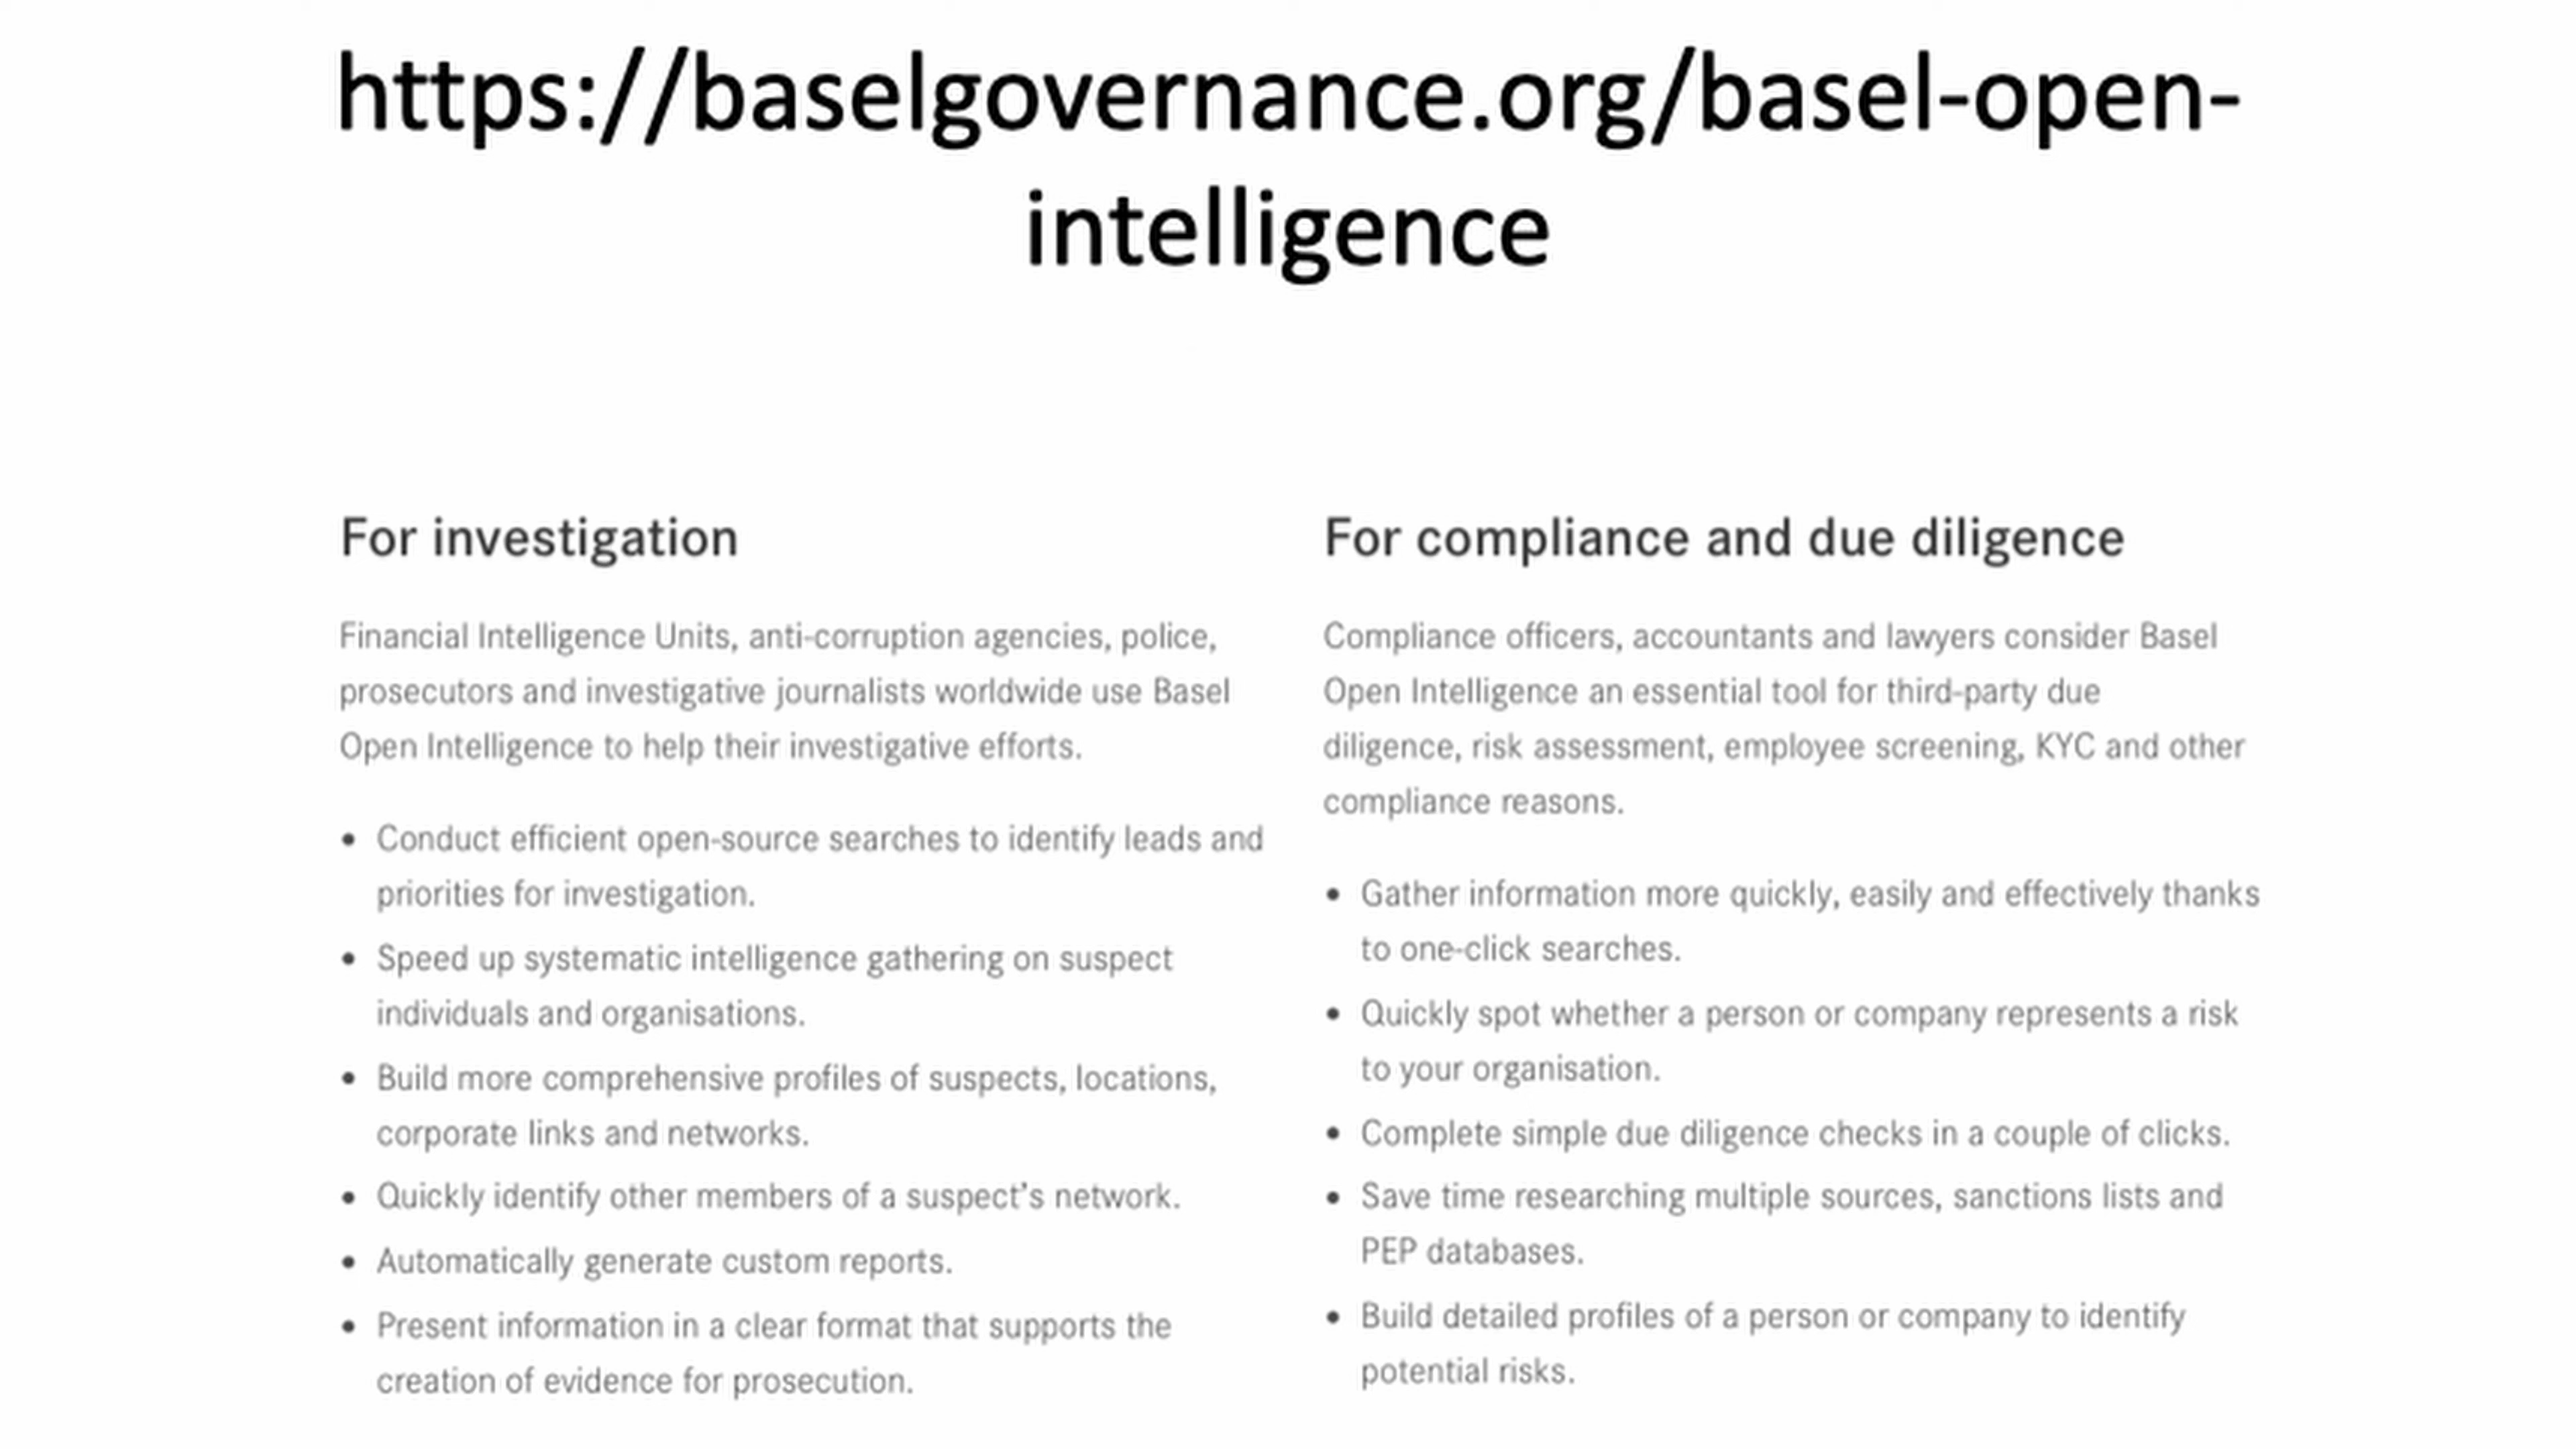 https://baselgovernance.org/basel-open-
intelligence
For investigation
Financial Intelligence Units, anti-corruption agencies, police,
prosecutors and investigative journalists worldwide use Basel
Open Intelligence to help their investigative efforts.
• Conduct efficient open-source searches to identify leads and
priorities for investigation.
• Speed up systematic intelligence gathering on suspect
individuals and organisations.
• Build more comprehensive profiles of suspects, locations,
corporate links and networks.
• Quickly identify other members of a suspect's network.
• Automatically generate custom reports.
• Present information in a clear format that supports the
creation of evidence for prosecution.
For compliance and due diligence
Compliance officers, accountants and lawyers consider Basel
Open Intelligence an essential tool for third-party due
diligence, risk assessment, employee screening, KYC and other
compliance reasons.
• Gather information more quickly, easily and effectively thanks
to one-click searches.
• Quickly spot whether a person or company represents a risk
to your organisation.
• Complete simple due diligence checks in a couple of clicks.
• Save time researching multiple sources, sanctions lists and
PEP databases.
• Build detailed profiles of a person or company to identify
potential risks.